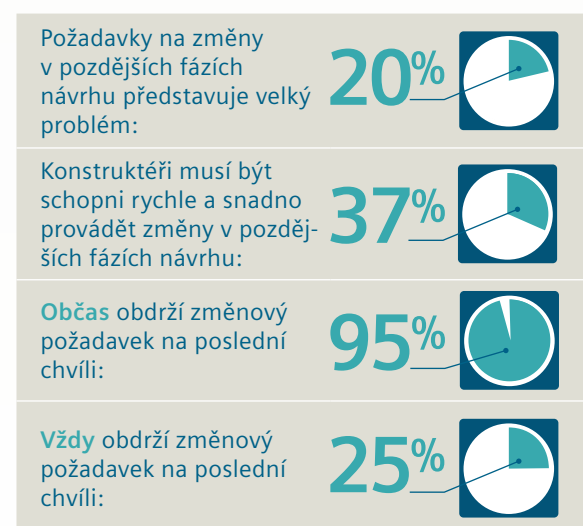 Požadavky na změny
v pozdějších fázích
návrhu představuje velký
problém:
20%
Konstruktéři musí být
schopni rychle a snadno
provádět změny v pozděj-
ších fázích návrhu:
37%
Občas obdrží změnový
požadavek na poslední
chvíli:
95%
Vždy obdrží změnový
požadavek na poslední
chvíli:
25%